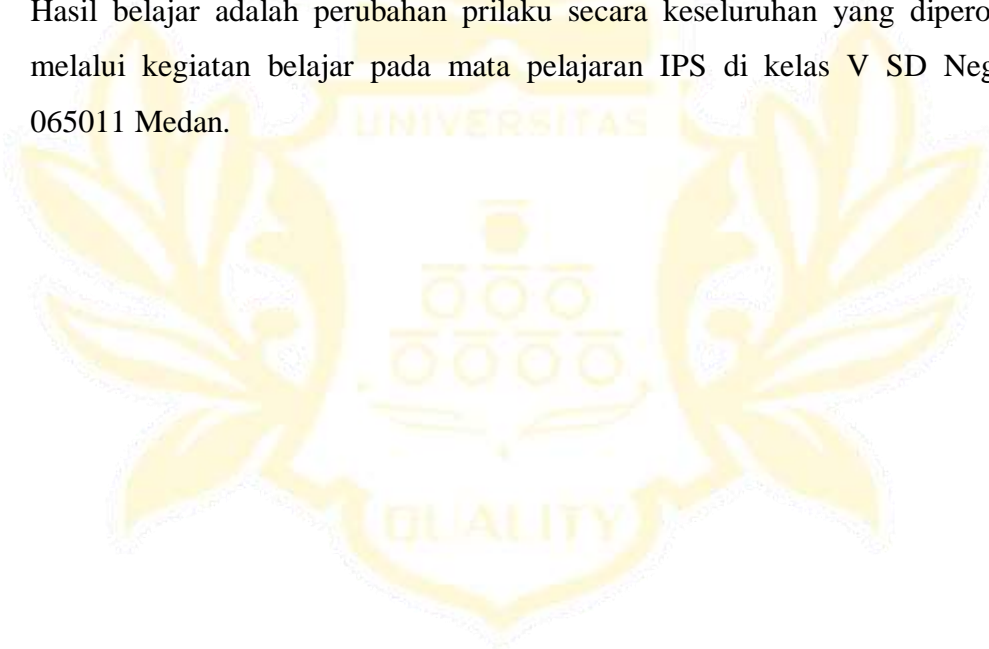 Hasil belajar adalah perubahan prilaku secara keseluruhan yang dipero
melalui kegiatan belajar pada mata pelajaran IPS di kelas V SD Neg
065011 Medan.
UNIVERSITAS
QUALITY